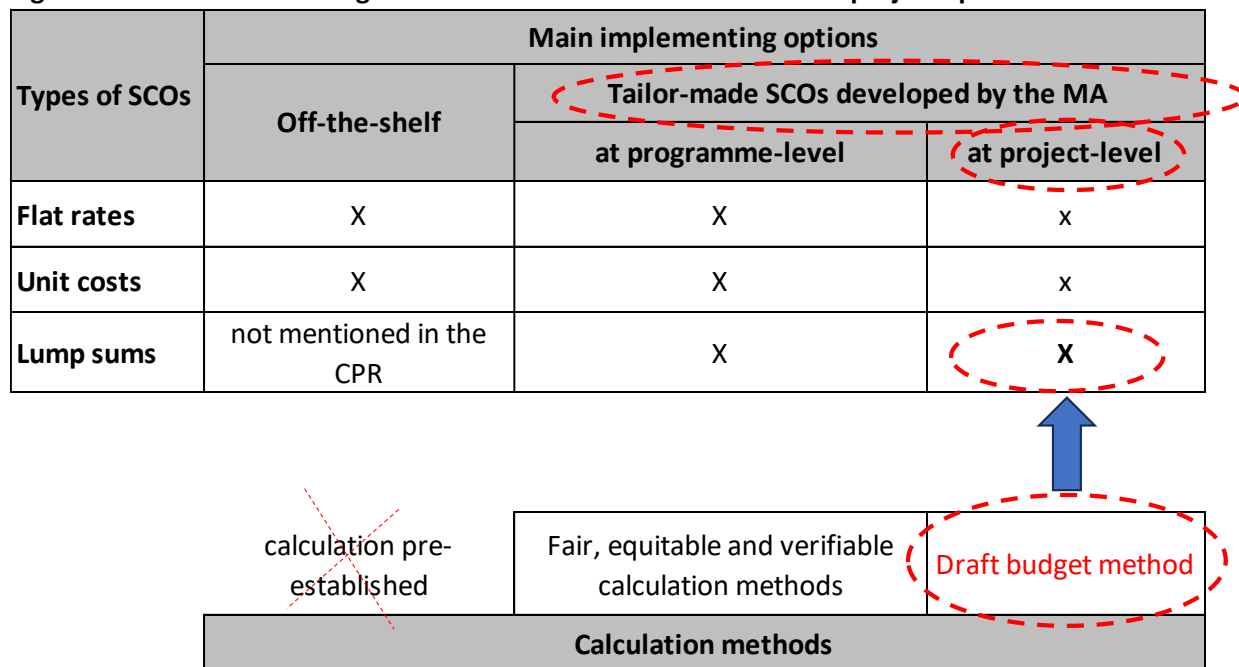 Main implementing options
Types of SCOs
Off-the-shelf
Tailor-made SCOs developed by the MA
at programme-level
at project-level
Flat rates
X
X
x
Unit costs
X
X
x
Lump sums
not mentioned in the
CPR
X
X
calculation pre-
established
Fair, equitable and verifiable
calculation methods
Draft budget method
Calculation methods